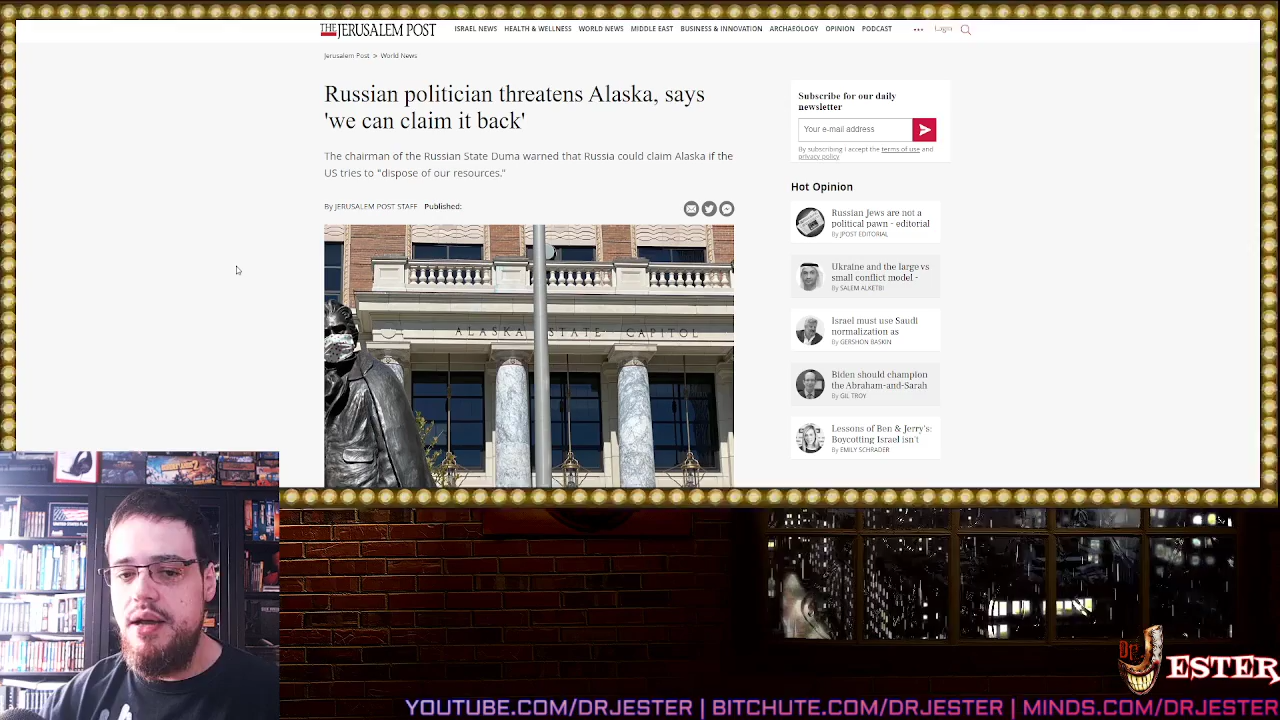 THE JERUSALEM POST
ISRAEL NEWS HEALTH & WELLNESS WORLD NEWS MIDDLE EAST BUSINESS & INNOVATION ARCHAEOLOGY OPINION PODCAST
Login
Jerusalem Post > World News
Russian politician threatens Alaska, says
'we can claim it back'
The chairman of the Russian State Duma warned that Russia could claim Alaska if the
US tries to "dispose of our resources."
By JERUSALEM POST STAFF Published:
ALASKA STATE CAPITOL
Subscribe for our daily
newsletter
Your e-mail address
By subscribing I accept the terms of use and
privacy policy
Hot Opinion
Russian Jews are not a
political pawn - editorial
By JPOST EDITORIAL
Ukraine and the large vs
small conflict model -
By SALEM ALKETBI
Israel must use Saudi
normalization as
By GERSHON BASKIN
Biden should champion
the Abraham-and-Sarah
By GIL TROY
Lessons of Ben & Jerry's:
Boycotting Israel isn't
By EMILY SCHRADER
Dr
JESTER
YOUTUBE.COM/DRJESTER | BITCHUTE.COM/DRJESTER | MINDS.COM/DRJESTER